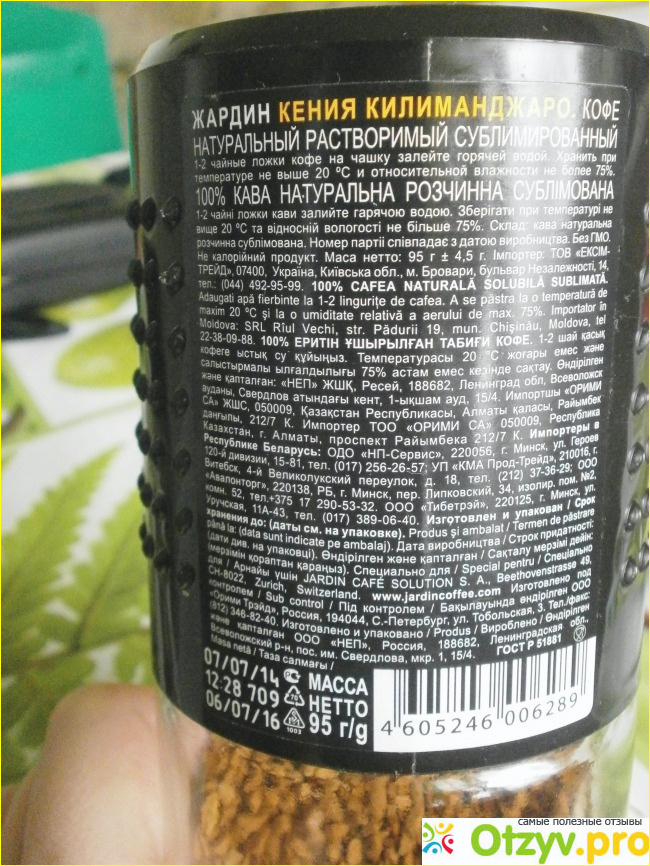 ЖАРДИН КЕНИЯ КИЛИМАНДЖАРО. КОФЕ
НАТУРАЛЬНЫЙ РАСТВОРИМЫЙ СУБЛИМИРОВАННЫЙ
1-2 чайные ложки кофе на чашку залейте горячей водой. Хранить при
температуре не выше 20 °С и относительной влажности не более 75%.
100% КАВА НАТУРАЛЬНА РОЗЧИННА СУБЛІМОВАНА
1-2 чайні ложки кави залийте гарячою водою. Зберігати при температурі не
вище 20 °С та відносній вологості не більше 75%. Склад: кава натуральна
розчинна сублімована. Номер партії співпадає з датою виробництва. Без ГМО.
Не калорійний продукт. Маса нетто: 95 г ± 4,5 г. Імпортер: ТОВ «ЕКСІМ-
ТРЕЙД», 07400, Україна, Київська обл., м. Бровари, бульвар Незалежності, 14,
тел.: (044) 492-95-99. 100% CAFEA NATURALĂ SOLUBILĂ SUBLIMATĂ.
Adaugati apă fierbinte la 1-2 lingurițe de cafea. A se păstra la o temperatură de
maxim 20 °C şi la o umiditate relativă a aerului de max. 75%. Importator în
Moldova: SRL Rîul Vechi, str. Pădurii 19, mun. Chişinău, Moldova, tel
22-38-09-88. 100% ЕРИТІН ҰШЫРЫЛҒАН ТАБИҒИ КОФЕ. 1-2 шай қасық
кофеге ыстық су құйыңыз. Температурасы 20 °С жоғары емес және
салыстырмалы ылғалдылығы 75% астам емес кезінде сақтау. Өндірілген
және қапталған: «НЕП» ЖШҚ, Ресей, 188682, Ленинград обл, Всеволожск
ауданы, Свердлов атындағы кент, 1-ықшам ауд, 15/4. Импортшы «ОРИМИ
СА» ЖШС, 050009, Қазақстан Республикасы, Алматы қаласы, Райымбек
даңғылы, 212/7 К. Импортер ТОО «ОРИМИ СА» 050009, Республика
Казахстан, г. Алматы, проспект Райымбека 212/7 К. Импортеры в
Республике Беларусь: ОДО «НП-Сервис», 220056, г. Минск, ул. Героев
120-й дивизии, 15-81, тел. (017) 256-26-57; УП «КМА Прод-Трейд», 210016, г.
Витебск, 4-й Великолукский переулок, д. 18, тел. (212) 37-36-29; ООО
«Авалонторг», 220138, РБ, г. Минск, пер. Липковский, 34, изолир. пом. №2,
комн. 52, тел.+375 17 290-53-32. ООО «Тибетрэй», 220125, г. Минск, ул.
Уручская, 11А-43, тел. (017) 389-06-40. Изготовлен и упакован / Срок
хранения до: (даты см. на упаковке). Produs şi ambalat / Termen de păstrare
până la: (data sunt indicate pe ambalaj). Дата виробництва / Строк придатності:
(дати див. на упаковці). Өндірілген және қапталған / Сақталу мерзімі дейін:
(мерзімін қораптан қараңыз). Специально для / Special pentru / Спеціально
для / Арнайы үшін JARDIN CAFÉ SOLUTION S. A., Beethovenstrasse 49,
CH-8022, Zurich, Switzerland. www.jardincoffee.com Изготовлено под
контролем / Sub control / Під контролем / Бақылауында өндірілген ООО
«Орими Трэйд», Россия, 194044, С.-Петербург, ул. Тобольская, 3. Тел./факс:
(812) 346-82-40. Изготовлено и упаковано / Produs / Вироблено / Өндірілген
және қапталған ООО «НЕП», Россия, 188682, Ленинградская обл.,
Всеволожский р-н, пос. им. Свердлова, мкр. 1, 15/4. ГОСТ Р 51881
Masa netă / Таза салмағы /
07/07/14 МАССА
12:28 709 НЕТТО
06/07/16 95 г/g
70
1003
4 605246 006289
самые полезные отзывы
Otzyv.pro